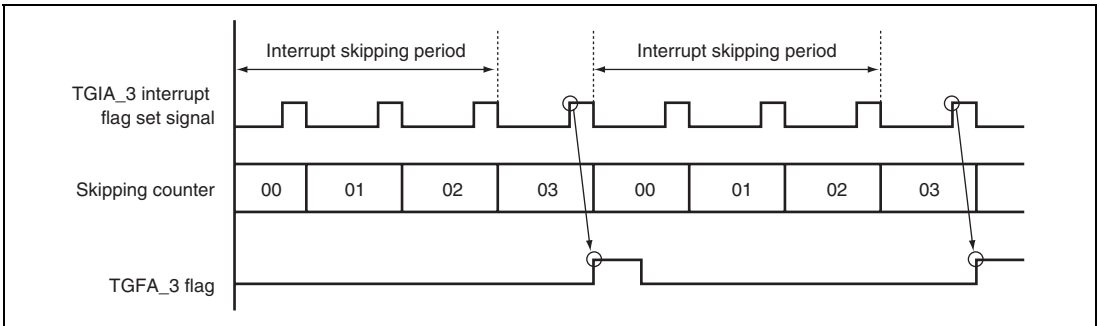 Interrupt skipping period Interrupt skipping period
TGIA_3 interrupt
flag set signal
Skipping counter 00 01 02 03 00 01 02 03
TGFA_3 flag